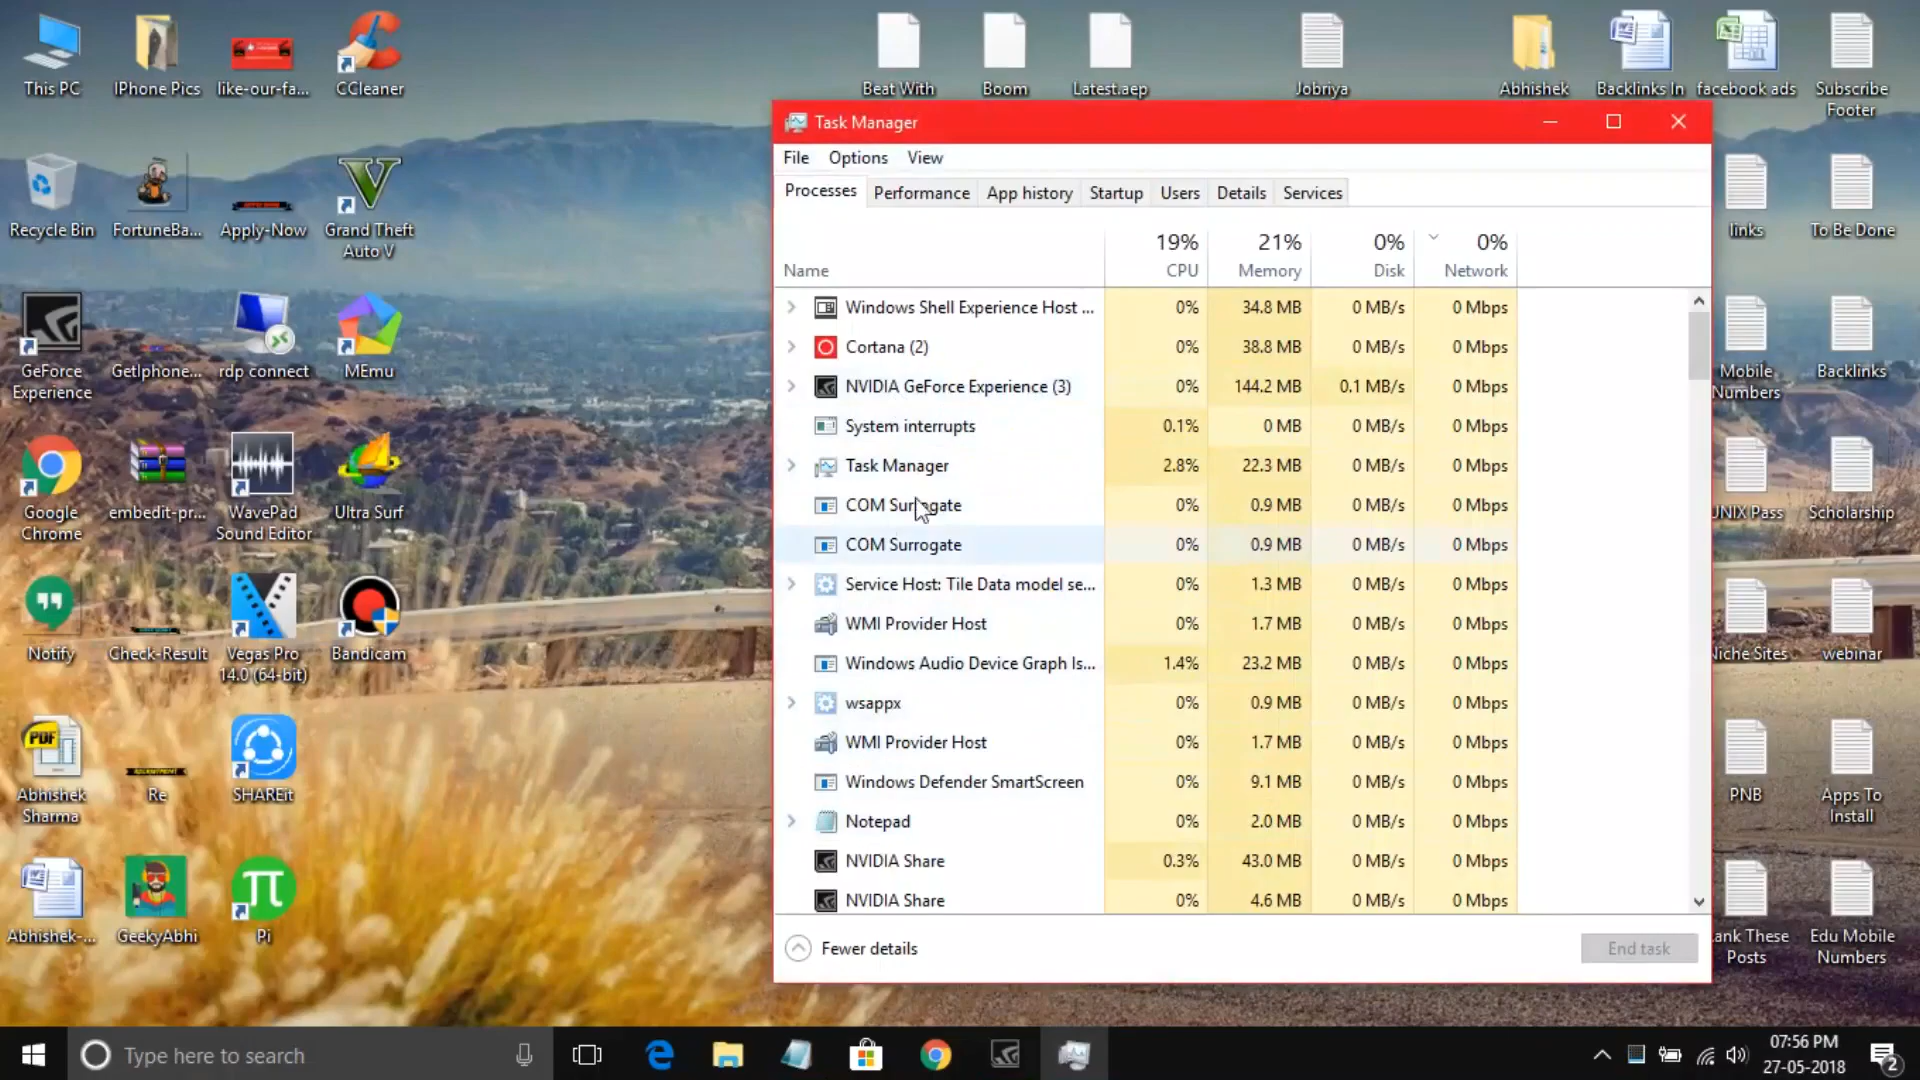 This PC
IPhone Pics
like-our-fa...
CCleaner
Beat With
Boom
Latest.aep
Jobriya
Abhishek
Backlinks In
facebook ads
Subscribe
Footer
Recycle Bin
FortuneBa...
Apply-Now
Grand Theft
Auto V
links
To Be Done
GeForce
Experience
GetIphone...
rdp connect
MEmu
Mobile
Numbers
Backlinks
Google
Chrome
embedit-pr...
WavePad
Sound Editor
Ultra Surf
JNIX Pass
Scholarship
Notify
Check-Result
Vegas Pro
14.0 (64-bit)
Bandicam
Niche Sites
webinar
PDF
Abhishek
Sharma
Re
SHAREit
PNB
Apps To
Install
Abhishek-...
GeekyAbhi
Pi
ank These
Posts
Edu Mobile
Numbers
Task Manager
File Options View
Processes Performance App history Startup Users Details Services
19% 21% 0% 0%
Name CPU Memory Disk Network
Windows Shell Experience Host ... 0% 34.8 MB 0 MB/s 0 Mbps
Cortana (2) 0% 38.8 MB 0 MB/s 0 Mbps
NVIDIA GeForce Experience (3) 0% 144.2 MB 0.1 MB/s 0 Mbps
System interrupts 0.1% 0 MB 0 MB/s 0 Mbps
Task Manager 2.8% 22.3 MB 0 MB/s 0 Mbps
COM Surrogate 0% 0.9 MB 0 MB/s 0 Mbps
COM Surrogate 0% 0.9 MB 0 MB/s 0 Mbps
Service Host: Tile Data model se... 0% 1.3 MB 0 MB/s 0 Mbps
WMI Provider Host 0% 1.7 MB 0 MB/s 0 Mbps
Windows Audio Device Graph Is... 1.4% 23.2 MB 0 MB/s 0 Mbps
wsappx 0% 0.9 MB 0 MB/s 0 Mbps
WMI Provider Host 0% 1.7 MB 0 MB/s 0 Mbps
Windows Defender SmartScreen 0% 9.1 MB 0 MB/s 0 Mbps
Notepad 0% 2.0 MB 0 MB/s 0 Mbps
NVIDIA Share 0.3% 43.0 MB 0 MB/s 0 Mbps
NVIDIA Share 0% 4.6 MB 0 MB/s 0 Mbps
Fewer details
End task
Type here to search
07:56 PM
27-05-2018
2